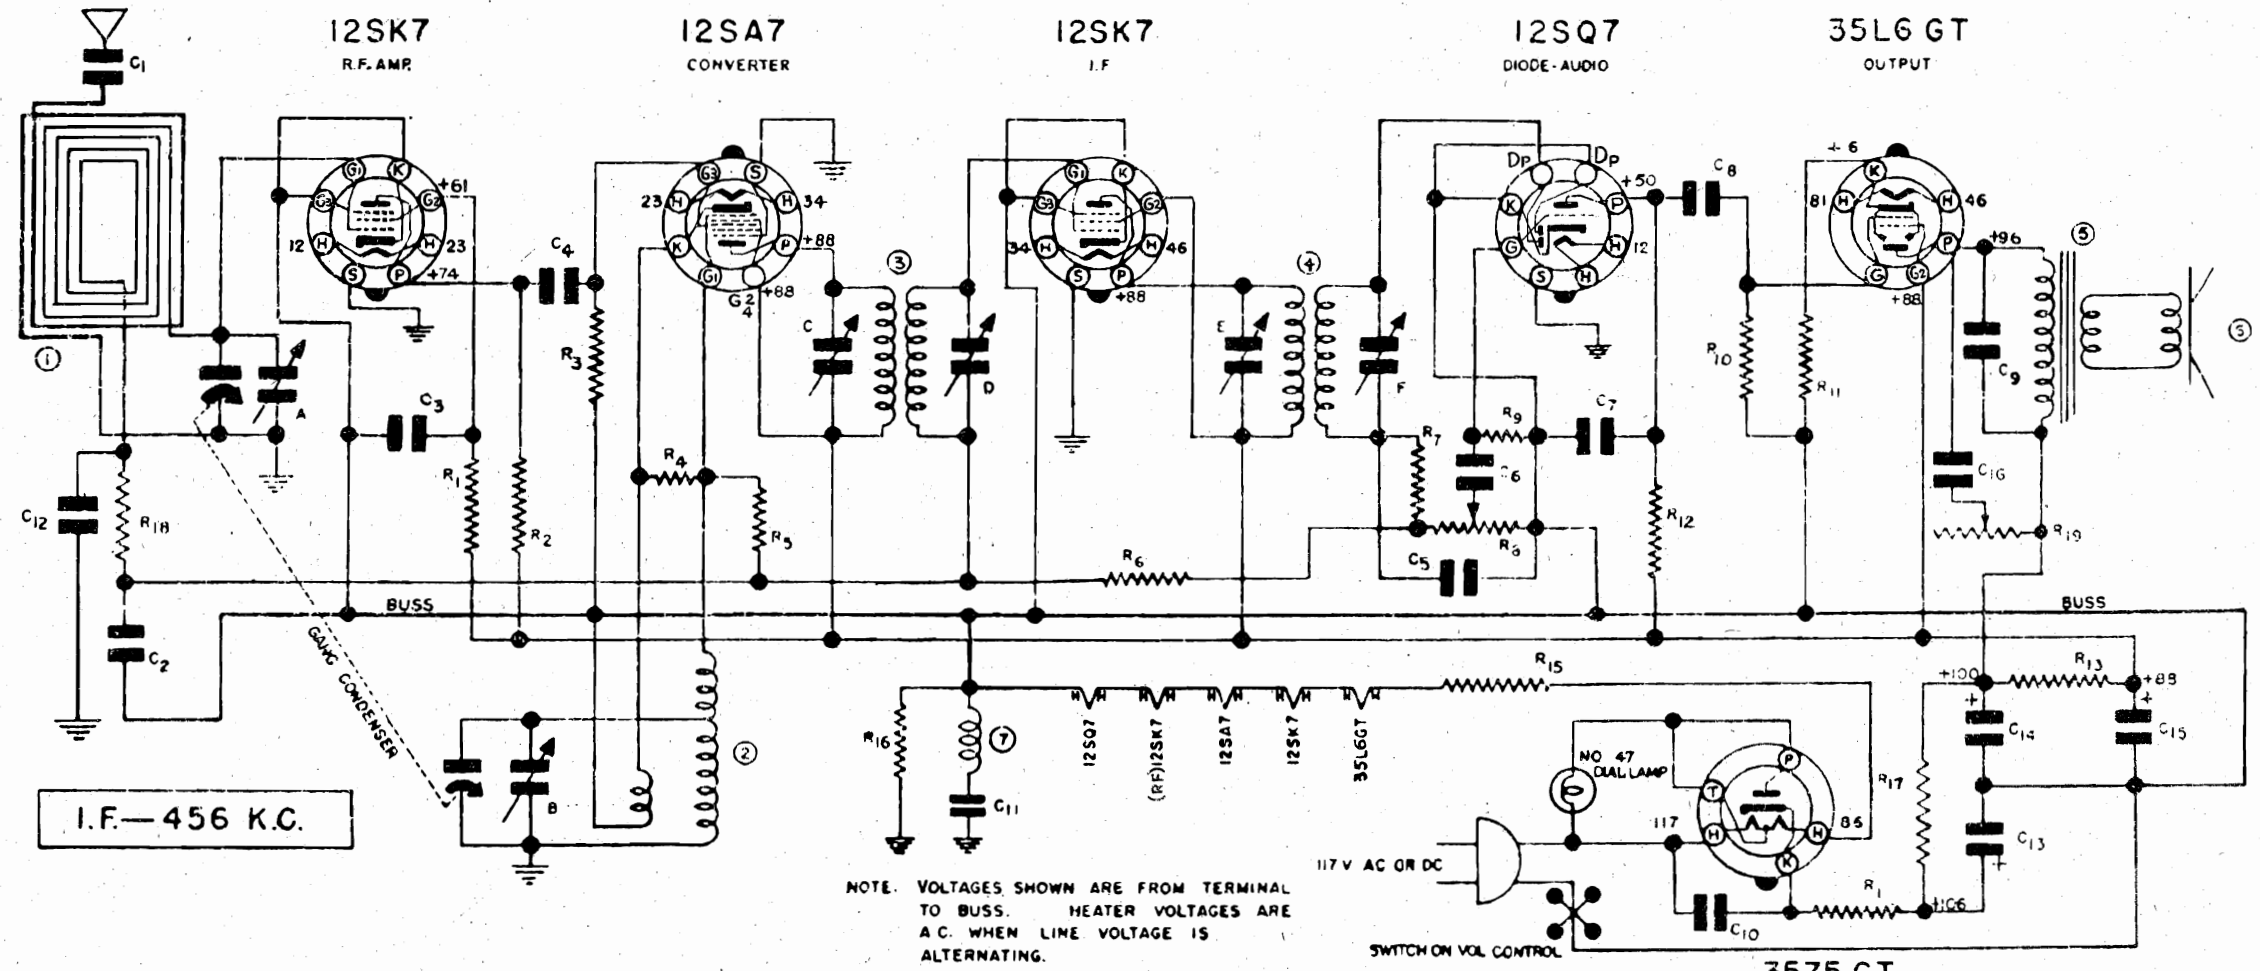 12SK7
R.F. AMP.
12SA7
CONVERTER
12SK7
I.F
12SQ7
DIODE-AUDIO
35L6 GT
OUTPUT
C1
G1
K
G3
G2
+61
12
H
H
23
S
P
+74
G3
S
23
H
H
34
K
P
+88
G1
G2
4
+88
G1
K
G3
G2
34
H
H
46
S
P
+88
DP
DP
K
P
+50
G
H
12
S
H
C8
+6
K
81
H
H
46
P
+96
G
G2
+88
1
A
C3
C4
R3
C
3
D
E
4
F
R10
R11
C9
5
C12
R18
R1
R2
R4
R5
R7
R9
C7
R8
C5
R6
R12
C16
R19
BUSS
BUSS
C2
GANG CONDENSER
B
2
R16
7
C11
H H
H H
H H
H H
H H
12SQ7
(RF)12SK7
12SA7
12SK7
35L6GT
R15
+100
R13
+88
+
C14
+
C15
R17
C13
+
NO 47
DIAL LAMP
P
T
117
H
H
86
K
117 V AC OR DC
C10
R1
+106
I.F.—456 K.C.
NOTE. VOLTAGES SHOWN ARE FROM TERMINAL
TO BUSS. HEATER VOLTAGES ARE
A.C. WHEN LINE VOLTAGE IS
ALTERNATING.
SWITCH ON VOL CONTROL